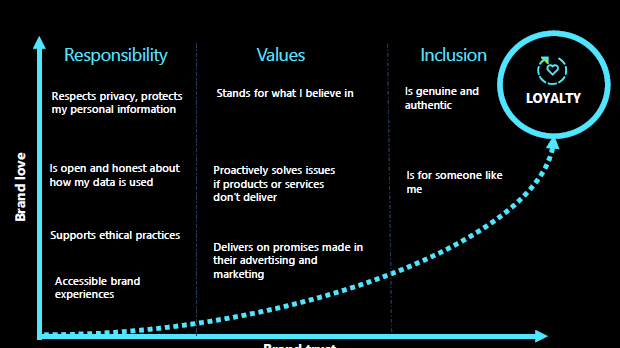 Responsibility
Values
Inclusion
LOYALTY
Respects privacy, protects
my personal information
Is open and honest about
how my data is used
Supports ethical practices
Accessible brand
experiences
Stands for what I believe in
Proactively solves issues
if products or services
don't deliver
Delivers on promises made in
their advertising and
marketing
Is genuine and
authentic
Is for someone like
me
Brand love
Brand trust